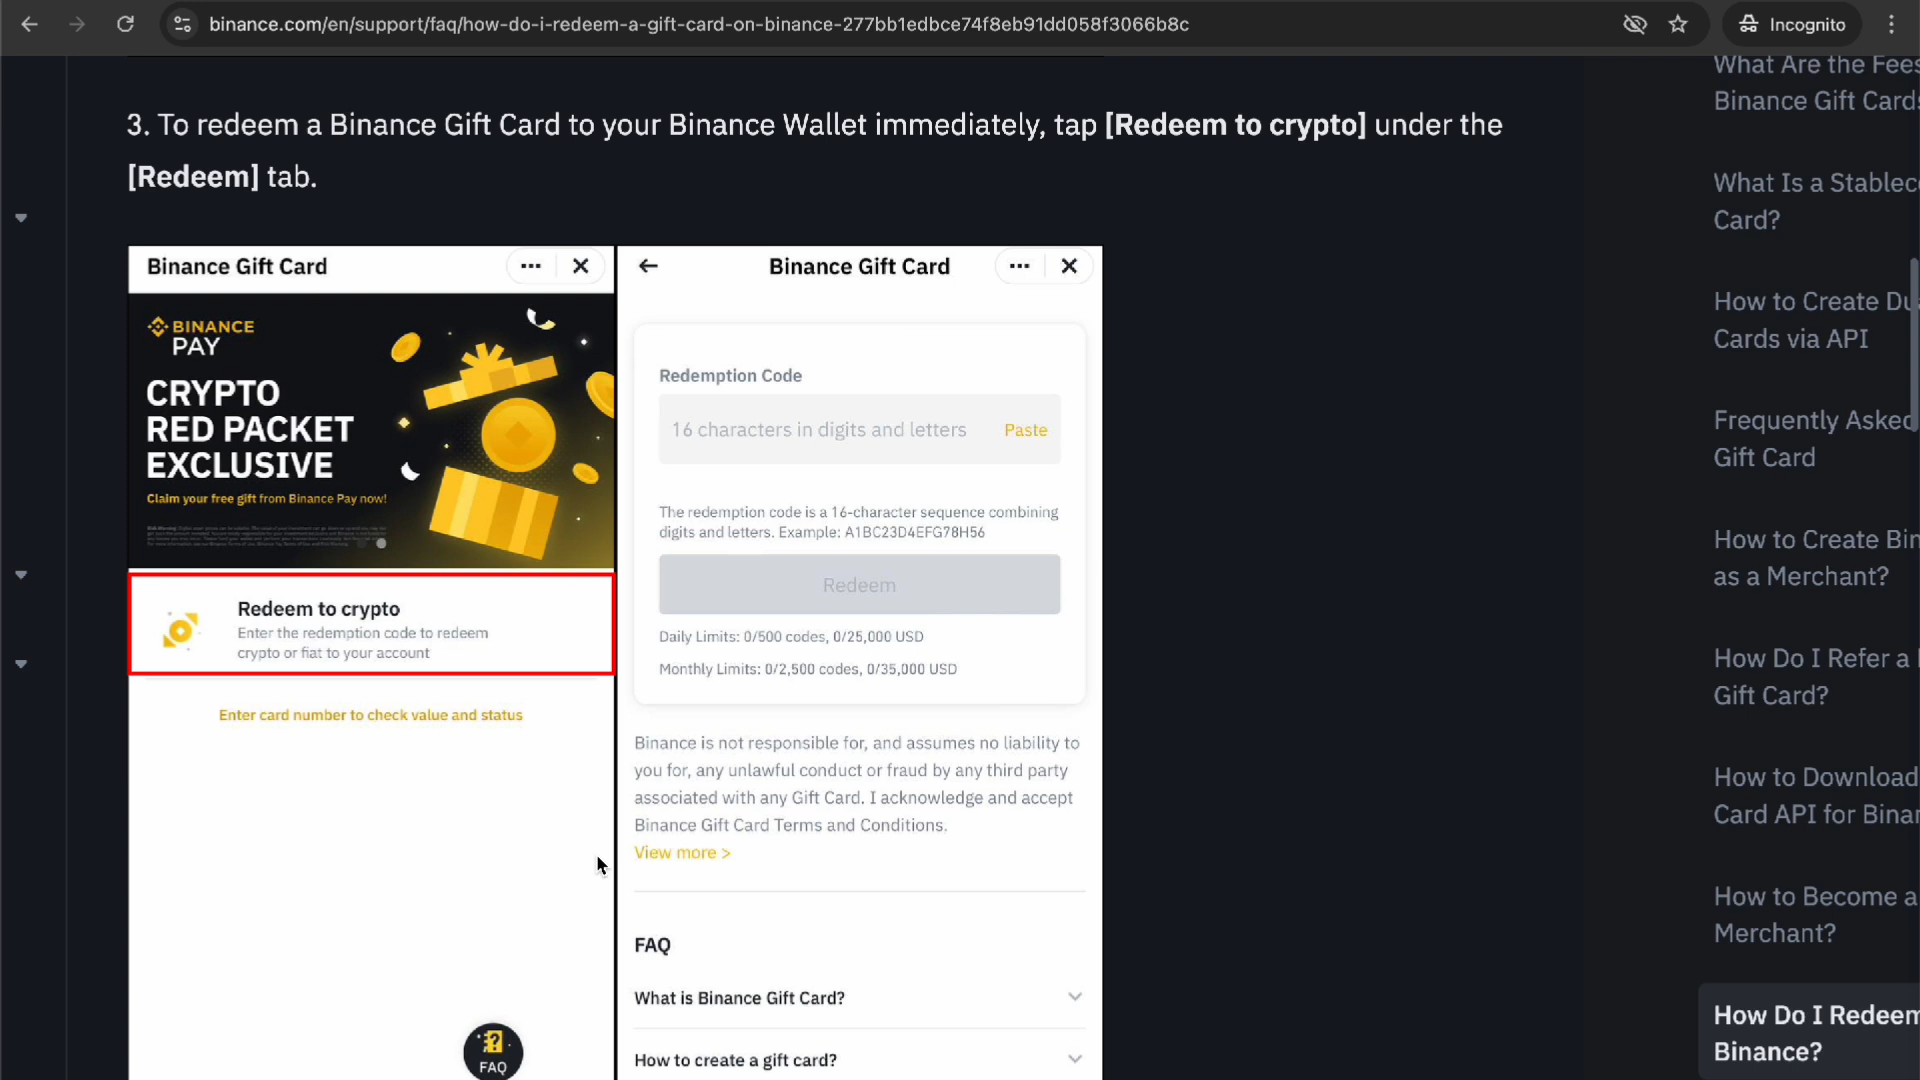 binance.com/en/support/faq/how-do-i-redeem-a-gift-card-on-binance-277bb1edbce74f8eb91dd058f3066b8c
Incognito
3. To redeem a Binance Gift Card to your Binance Wallet immediately, tap [Redeem to crypto] under the
[Redeem] tab.
Binance Gift Card
BINANCE
PAY
CRYPTO
RED PACKET
EXCLUSIVE
Claim your free gift from Binance Pay now!
Redeem to crypto
Enter the redemption code to redeem
crypto or fiat to your account
Enter card number to check value and status
FAQ
Binance Gift Card
Redemption Code
16 characters in digits and letters
Paste
The redemption code is a 16-character sequence combining
digits and letters. Example: A1BC23D4EFG78H56
Redeem
Daily Limits: 0/500 codes, 0/25,000 USD
Monthly Limits: 0/2,500 codes, 0/35,000 USD
Binance is not responsible for, and assumes no liability to
you for, any unlawful conduct or fraud by any third party
associated with any Gift Card. I acknowledge and accept
Binance Gift Card Terms and Conditions.
View more >
FAQ
What is Binance Gift Card?
How to create a gift card?
What Are the Fees
Binance Gift Cards
What Is a Stablec
Card?
How to Create Du
Cards via API
Frequently Asked
Gift Card
How to Create Bin
as a Merchant?
How Do I Refer a
Gift Card?
How to Download
Card API for Binan
How to Become a
Merchant?
How Do I Redeem
Binance?